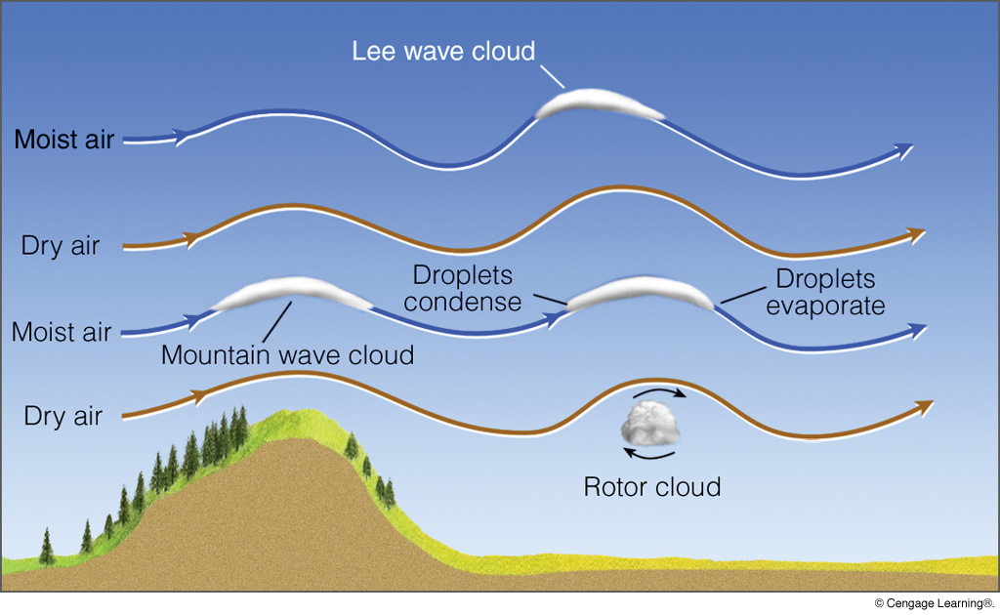 Lee wave cloud
Moist air
Dry air
Droplets
condense
Droplets
evaporate
Moist air
Mountain wave cloud
Dry air
Rotor cloud
© Cengage Learning®.